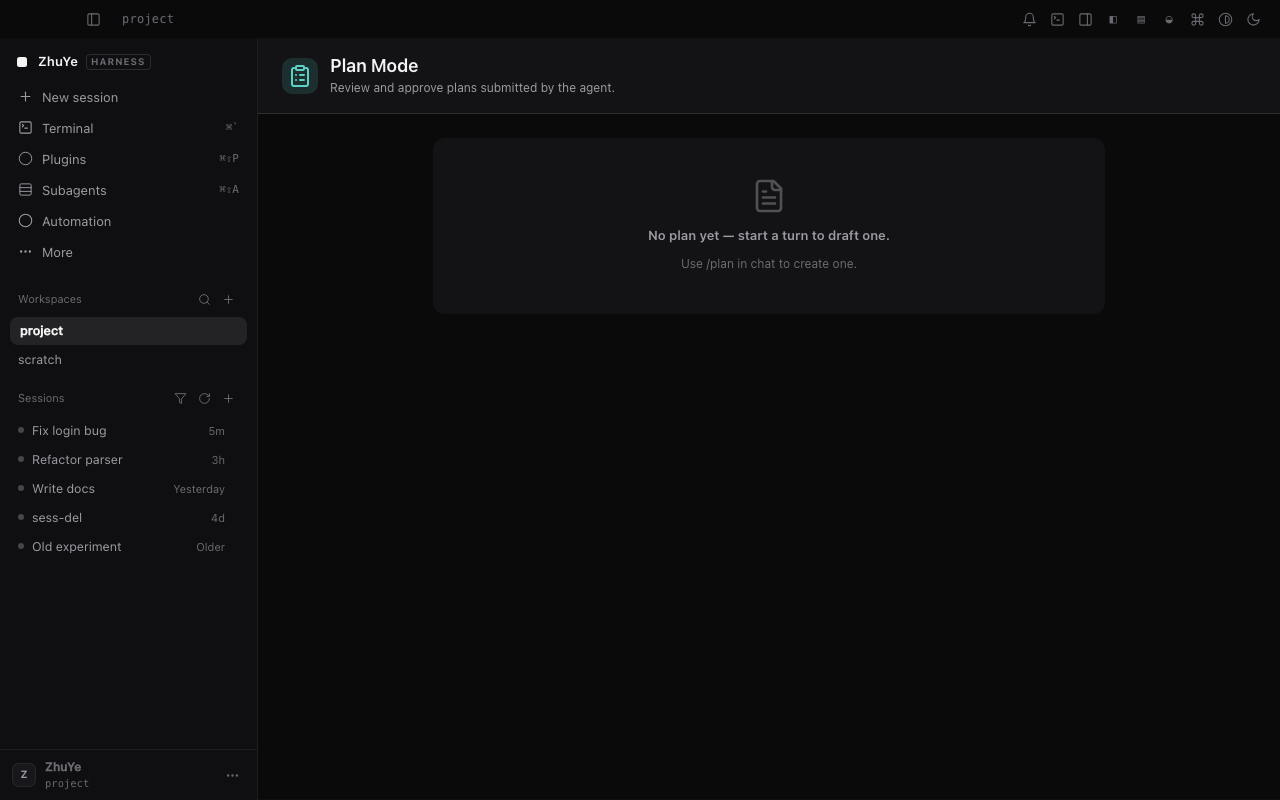 project
ZhuYe HARNESS
New session
Terminal ⌘`
Plugins ⌘⇧P
Subagents ⌘⇧A
Automation
More
Workspaces
project
scratch
Sessions
Fix login bug 5m
Refactor parser 3h
Write docs Yesterday
sess-del 4d
Old experiment Older
Z ZhuYe
project
Plan Mode
Review and approve plans submitted by the agent.
No plan yet — start a turn to draft one.
Use /plan in chat to create one.